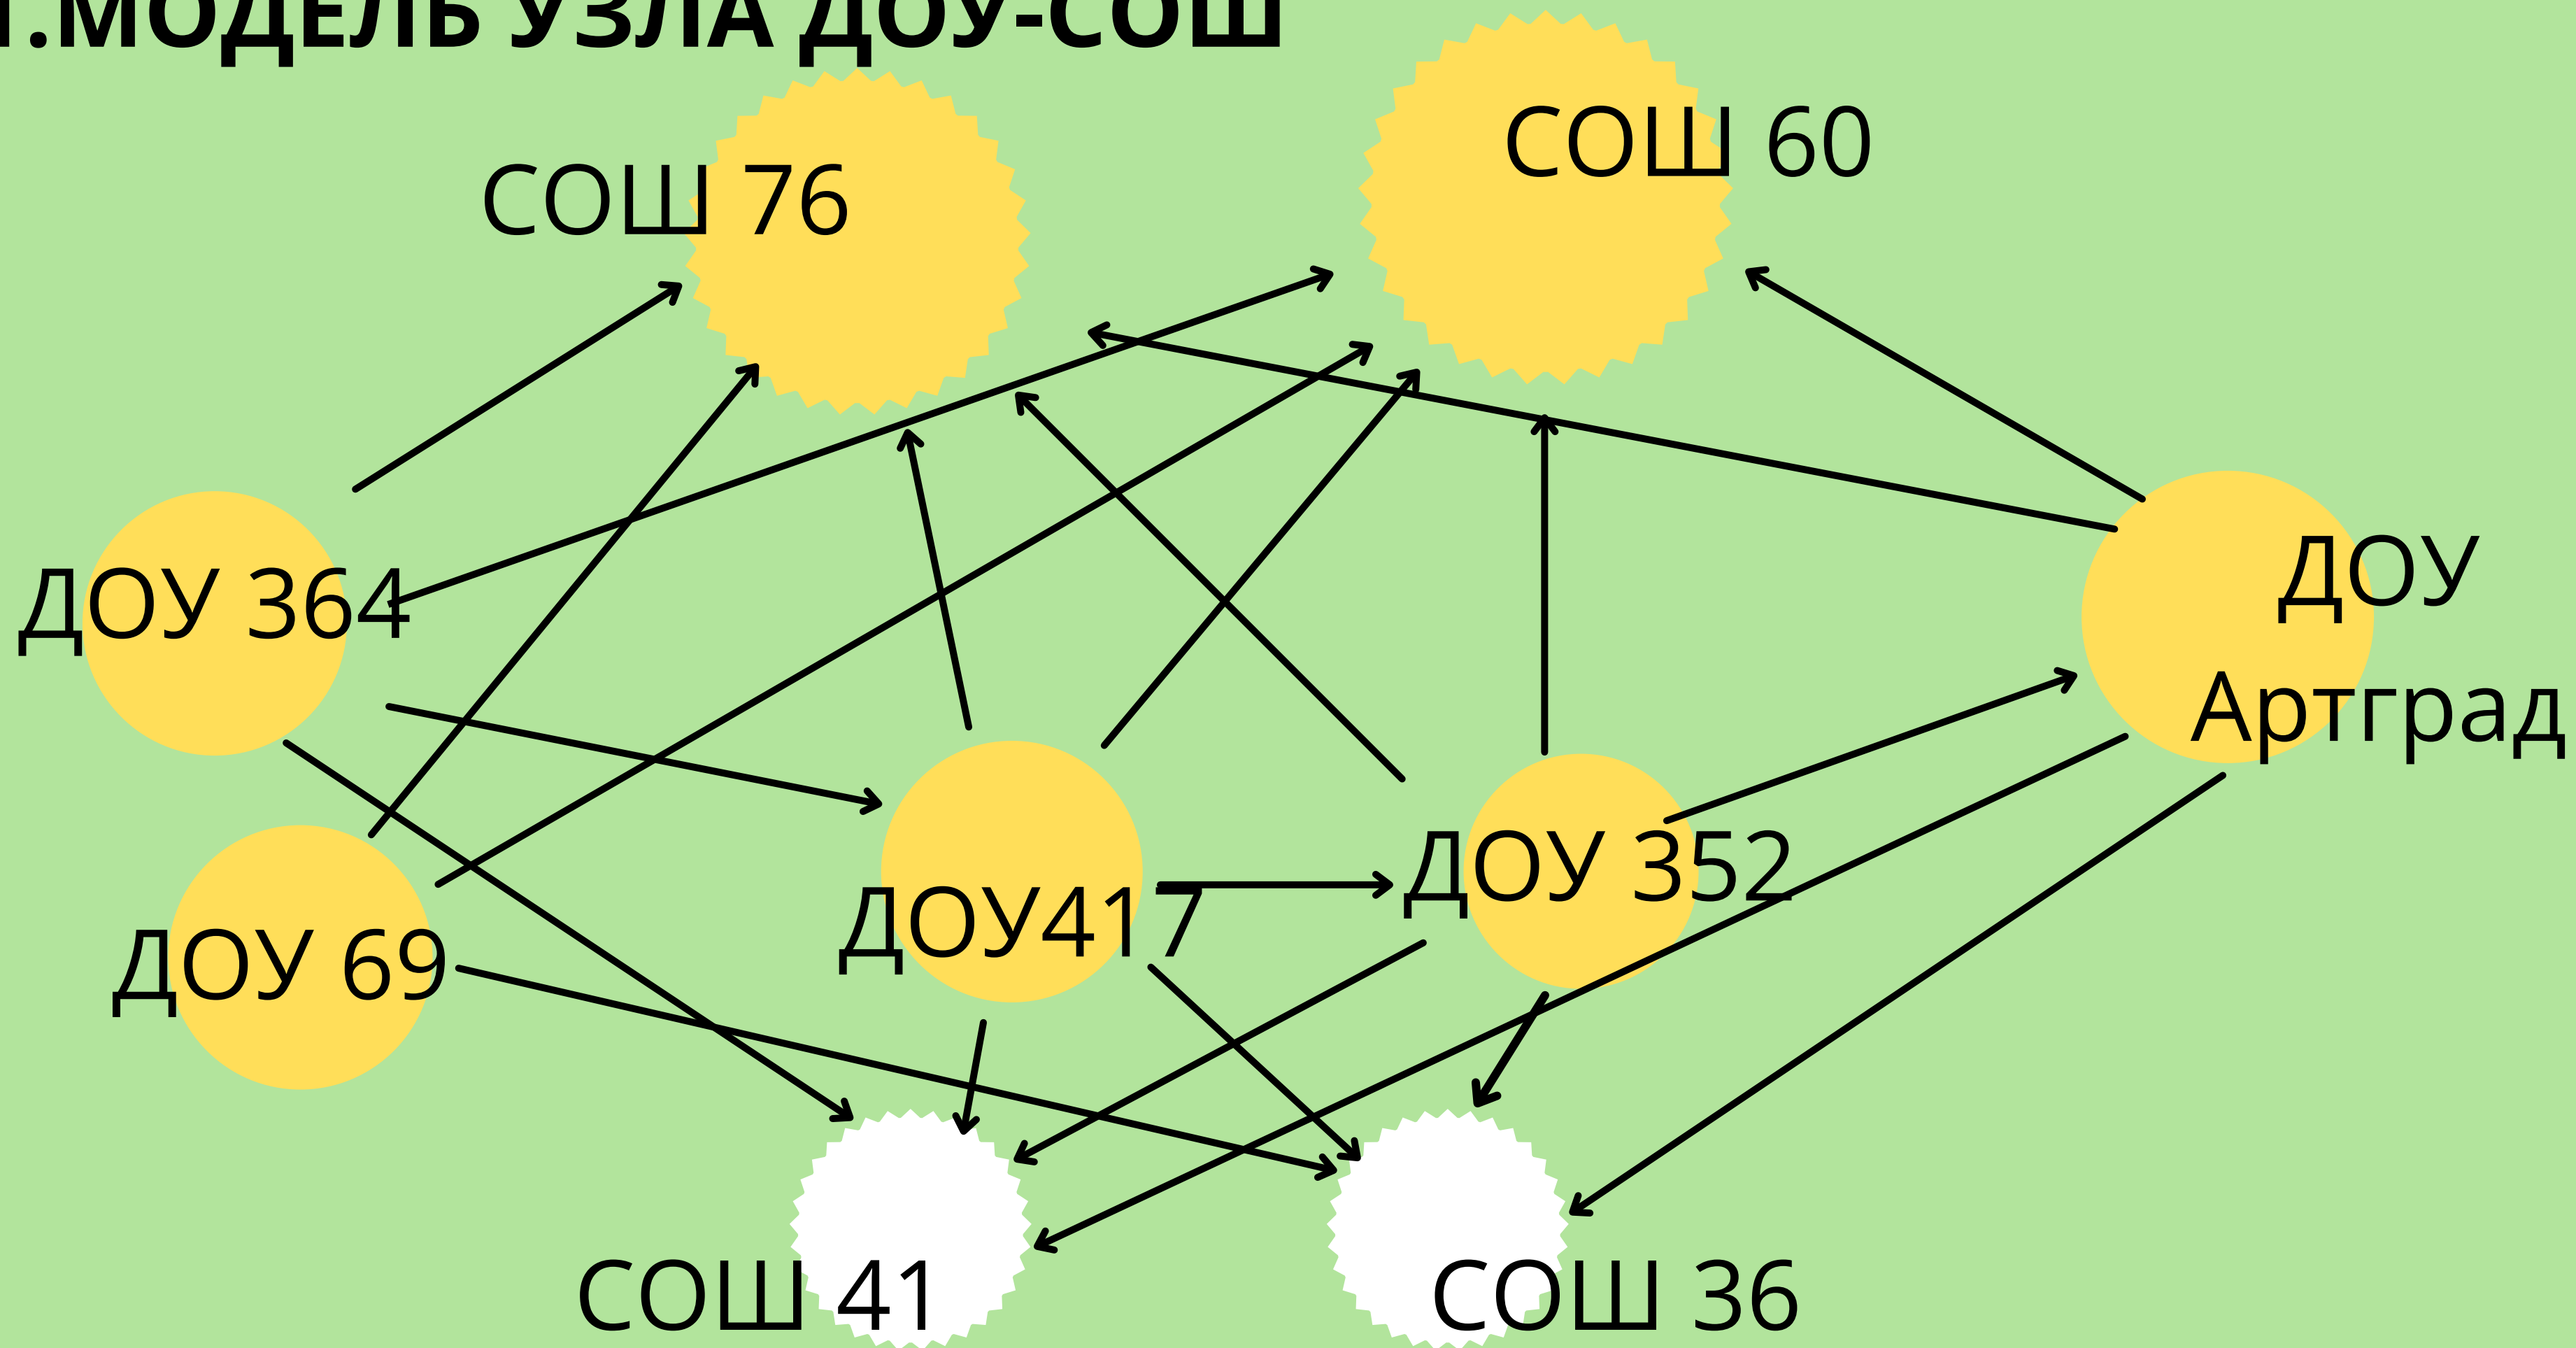 1.МОДЕЛЬ УЗЛА ДОУ-СОШ
СОШ 76
СОШ 60
ДОУ 364
ДОУ
Артград
ДОУ 69
ДОУ417
ДОУ 352
СОШ 41
СОШ 36